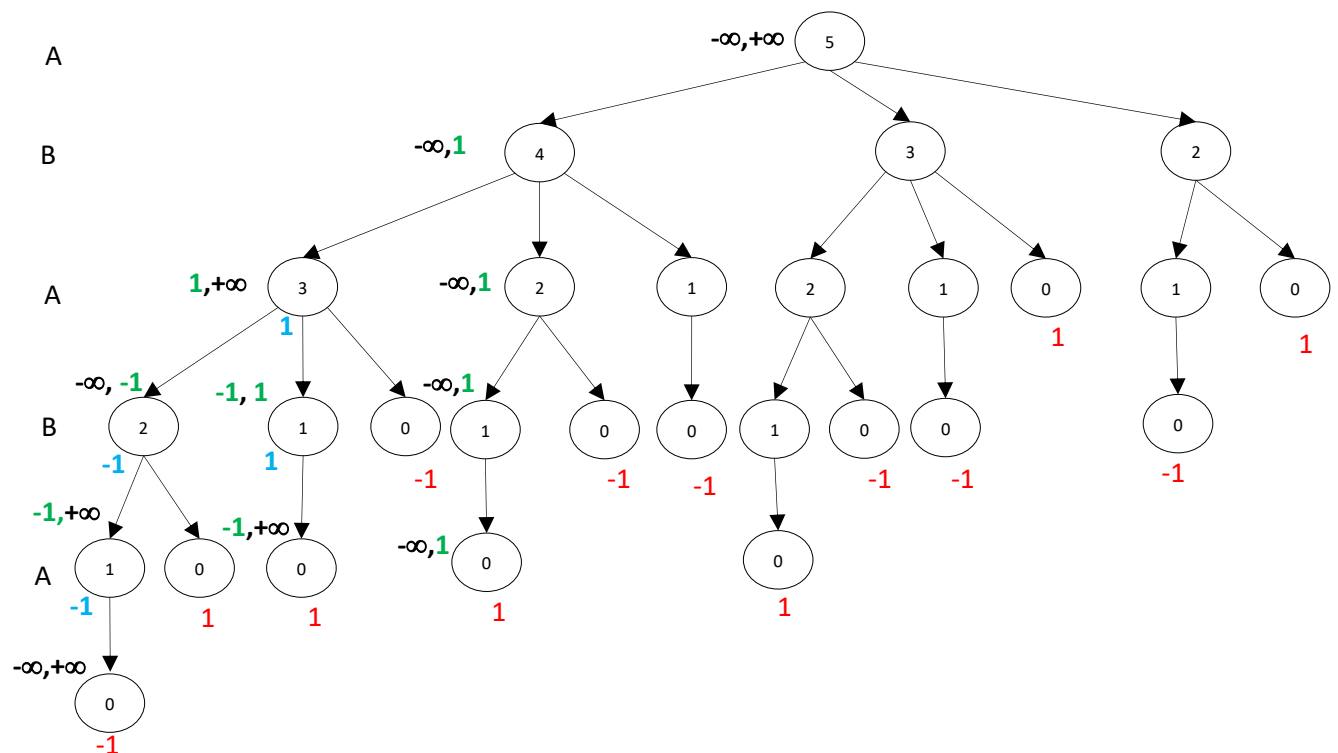 A -∞,+∞ 5
B -∞,1 4 3 2
A 1,+∞ 3 -∞,1 2 1 2 1 0 1 0
1 1 1
-∞, -1 -1, 1 -∞,1
B 2 1 0 1 0 0 1 0 0 0
-1 1 -1 -1 -1 -1 -1 -1
-1,+∞ -1,+∞ -∞,1
A 1 0 0 0 0
-1 1 1 1 1
-∞,+∞
0
-1